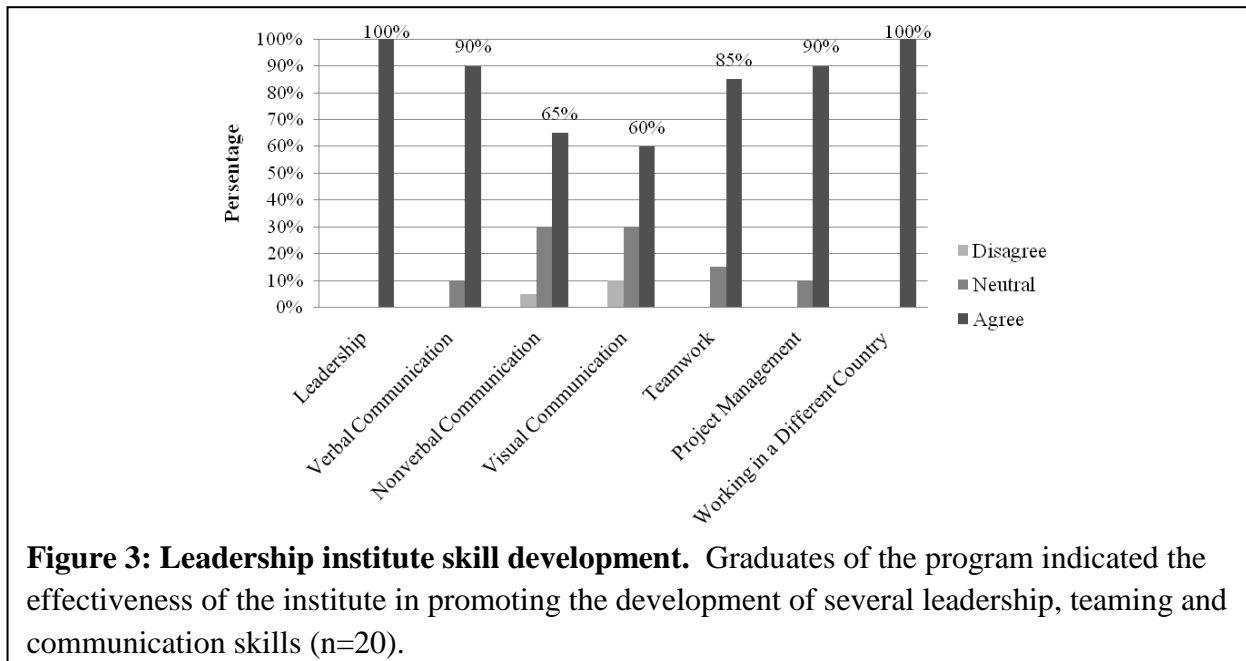 100%
90%
80%
70%
60%
50%
40%
30%
20%
10%
0%
Persentage
100%
90%
65%
60%
85%
90%
100%
Leadership
Verbal Communication
Nonverbal Communication
Visual Communication
Teamwork
Project Management
Working in a Different Country
Disagree
Neutral
Agree
Figure 3: Leadership institute skill development. Graduates of the program indicated the
effectiveness of the institute in promoting the development of several leadership, teaming and
communication skills (n=20).